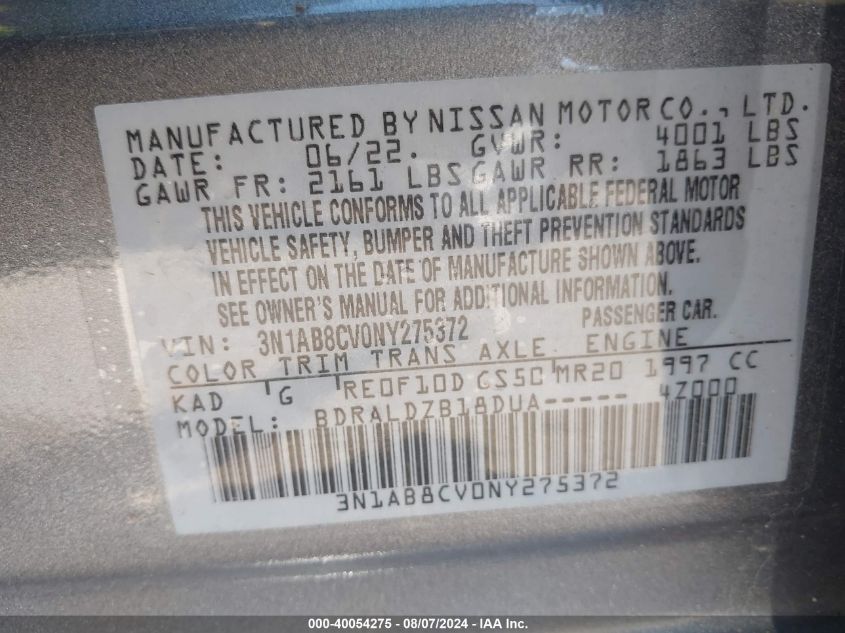 MANUFACTURED BY NISSAN MOTOR CO., LTD.
DATE: 06/22. GVWR: 4001 LBS
GAWR FR: 2161 LBS GAWR RR: 1863 LBS
THIS VEHICLE CONFORMS TO ALL APPLICABLE FEDERAL MOTOR
VEHICLE SAFETY, BUMPER AND THEFT PREVENTION STANDARDS
IN EFFECT ON THE DATE OF MANUFACTURE SHOWN ABOVE.
SEE OWNER'S MANUAL FOR ADDITIONAL INFORMATION.
VIN: 3N1AB8CV0NY275372 PASSENGER CAR.
COLOR TRIM TRANS AXLE ENGINE
KAD G RE0F10D GS50 MR20 1997 CC
MODEL: BDRALDZB18DUA----- 4Z000
3N1AB8CV0NY275372
000-40054275 - 08/07/2024 - IAA Inc.